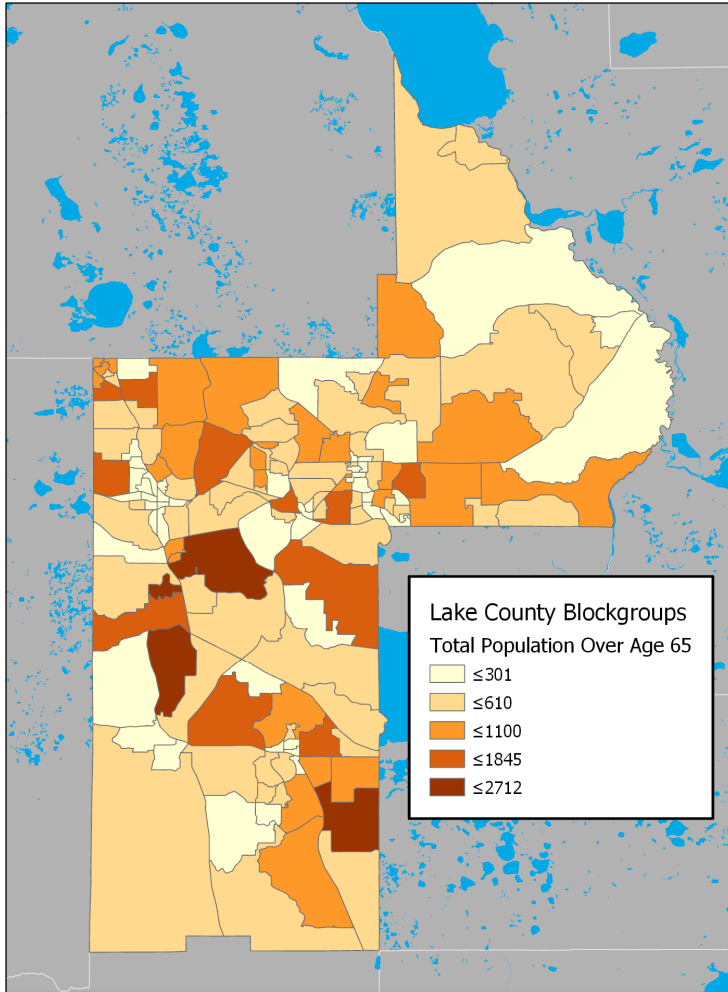 Lake County Blockgroups
Total Population Over Age 65
≤301
≤610
≤1100
≤1845
≤2712